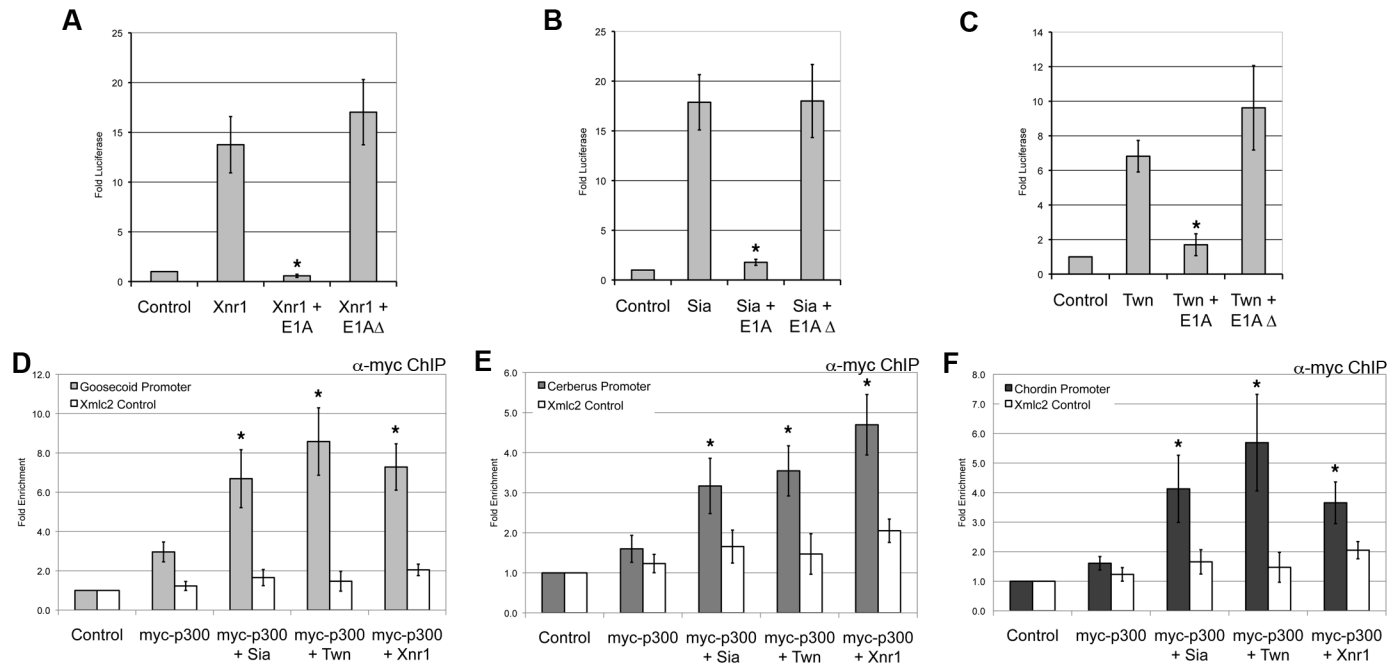 A
25
20
15
10
5
0
Fold Luciferase
*
Control
Xnr1
Xnr1 +
E1A
Xnr1 +
E1AΔ
B
25
20
15
10
5
0
Fold Luciferase
*
Control
Sia
Sia +
E1A
Sia +
E1A Δ
C
14
12
10
8
6
4
2
0
Fold Luciferase
*
Control
Twn
Twn +
E1A
Twn +
E1A Δ
D
α-myc ChIP
12.0
10.0
8.0
6.0
4.0
2.0
0.0
Fold Enrichment
Goosecoid Promoter
Xmlc2 Control
*
*
*
Control
myc-p300
myc-p300
+ Sia
myc-p300
+ Twn
myc-p300
+ Xnr1
E
α-myc ChIP
6.0
5.0
4.0
3.0
2.0
1.0
0.0
Fold Enrichment
Cerberus Promoter
Xmlc2 Control
*
*
*
Control
myc-p300
myc-p300
+ Sia
myc-p300
+ Twn
myc-p300
+ Xnr1
F
α-myc ChIP
8.0
7.0
6.0
5.0
4.0
3.0
2.0
1.0
0.0
Fold Enrichment
Chordin Promoter
Xmlc2 Control
*
*
*
Control
myc-p300
myc-p300
+ Sia
myc-p300
+ Twn
myc-p300
+ Xnr1